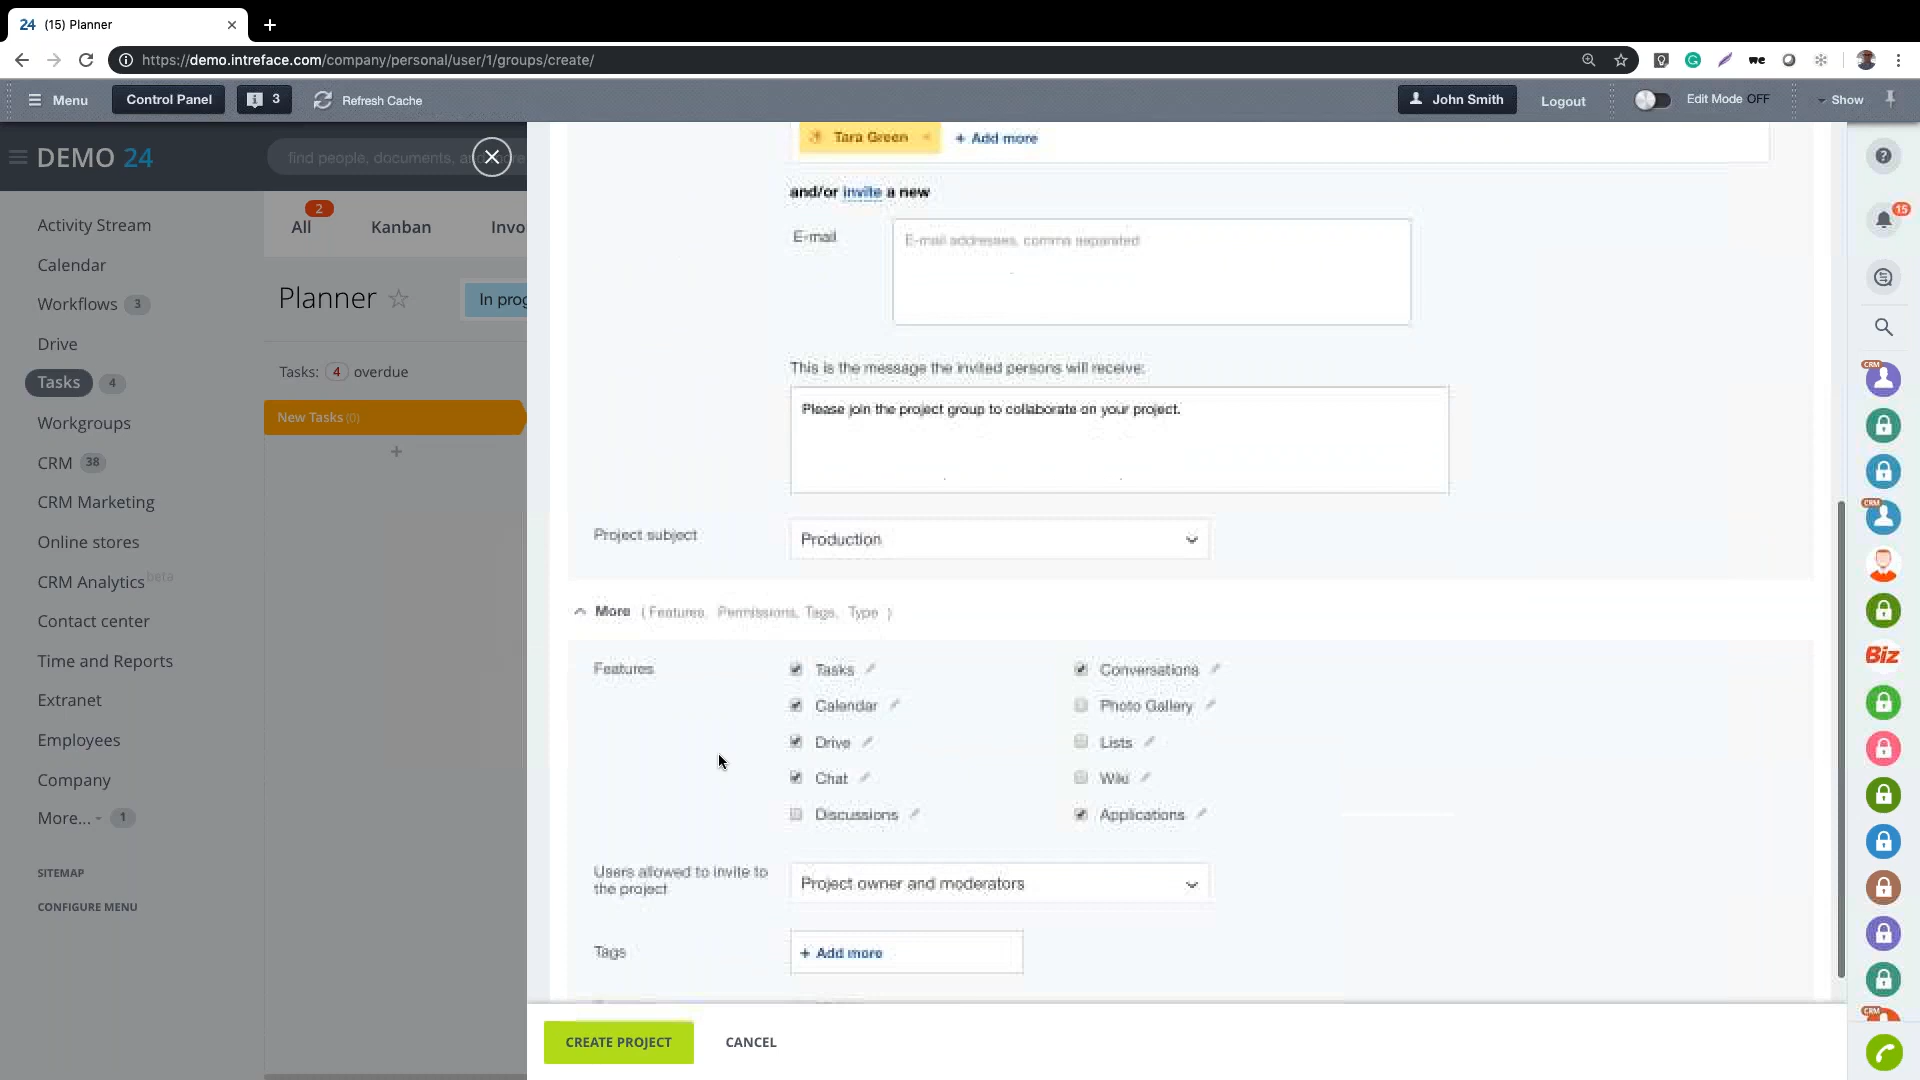 24 (15) Planner
https://demo.intreface.com/company/personal/user/1/groups/create/
Menu Control Panel 3 Refresh Cache John Smith Logout Edit Mode OFF Show
DEMO 24 find people, documents, and more
Activity Stream
Calendar
Workflows 3
Drive
Tasks 4
Workgroups
CRM 38
CRM Marketing
Online stores
CRM Analytics beta
Contact center
Time and Reports
Extranet
Employees
Company
More... 1
SITEMAP
CONFIGURE MENU
2
All Kanban Invo
Planner In prog
Tasks: 4 overdue
New Tasks (0)
+
Tara Green + Add more
and/or invite a new
E-mail E-mail addresses, comma separated
This is the message the invited persons will receive:
Please join the project group to collaborate on your project.
Project subject Production
More ( Features, Permissions, Tags, Type )
Features
Tasks Conversations
Calendar Photo Gallery
Drive Lists
Chat Wiki
Discussions Applications
Users allowed to invite to
the project
Project owner and moderators
Tags + Add more
CREATE PROJECT CANCEL
15
CRM
CRM
Biz
CRM